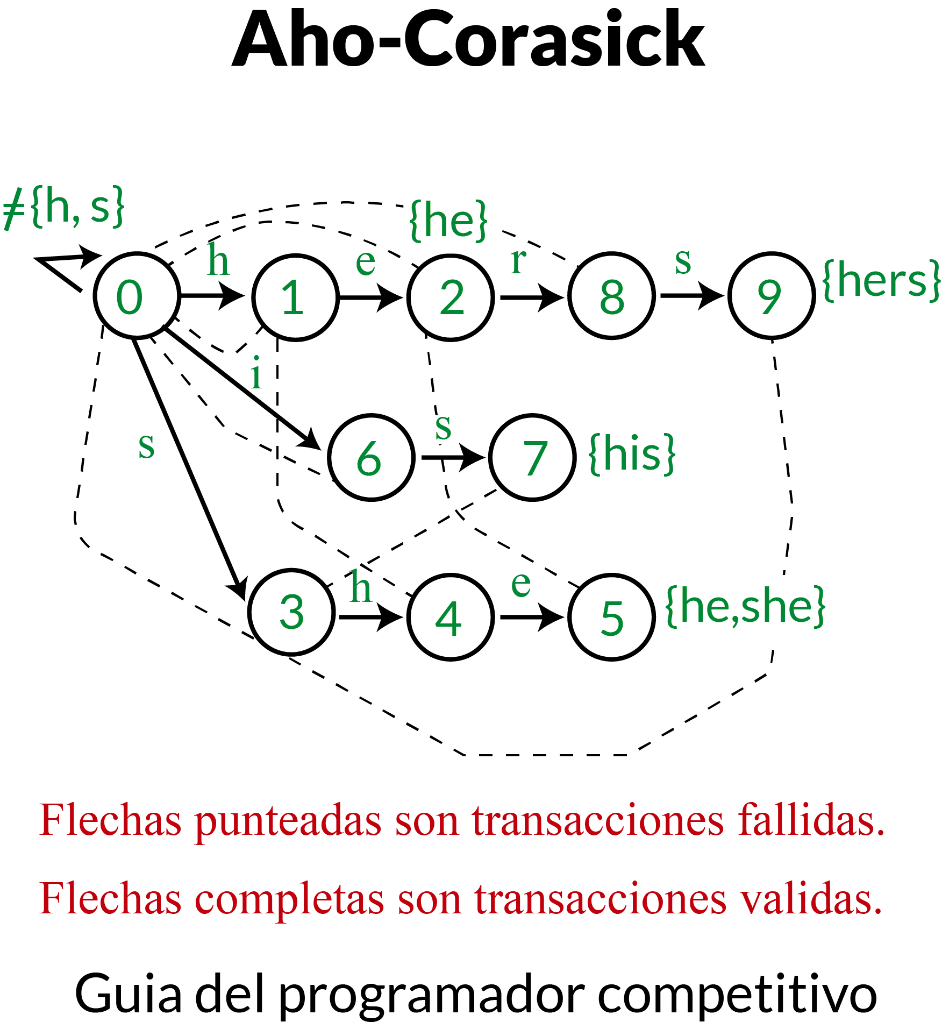 Aho-Corasick
≠{h, s}
{he}
h e r s
0 1 2 8 9 {hers}
i
s s
6 7 {his}
h e
3 4 5 {he,she}
Flechas punteadas son transacciones fallidas.
Flechas completas son transacciones validas.
Guia del programador competitivo